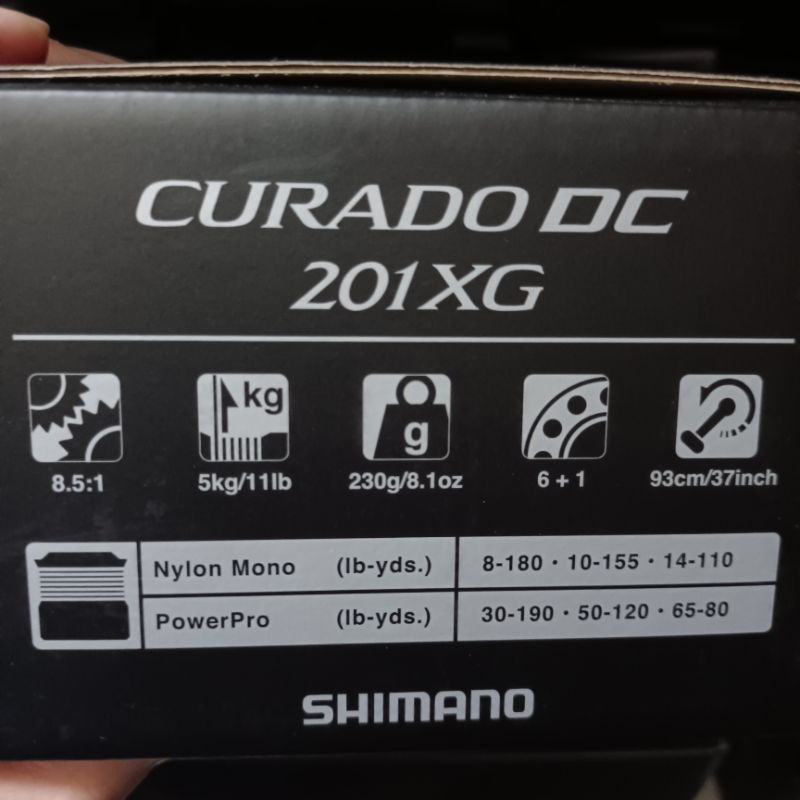 CURADO DC
201XG
kg
g
8.5:1 5kg/11lb 230g/8.1oz 6 + 1 93cm/37inch
Nylon Mono (lb-yds.) 8-180 · 10-155 · 14-110
PowerPro (lb-yds.) 30-190 · 50-120 · 65-80
SHIMANO